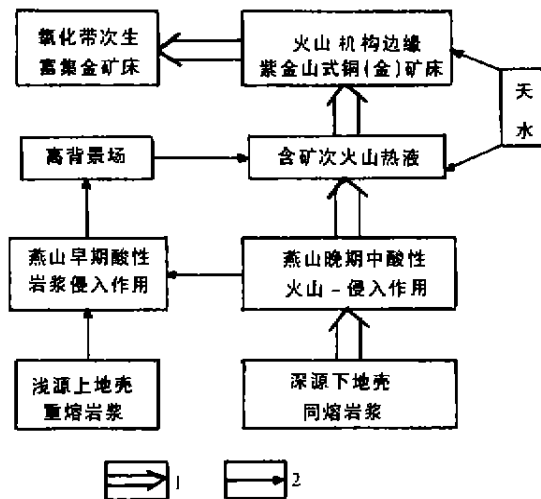 氧化带次生
富集金矿床
火山机构边缘
紫金山式铜(金)矿床
天
水
高背景场
含矿次火山热液
燕山早期酸性
岩浆侵入作用
燕山晚期中酸性
火山-侵入作用
浅源上地壳
重熔岩浆
深源下地壳
同熔岩浆
1
2